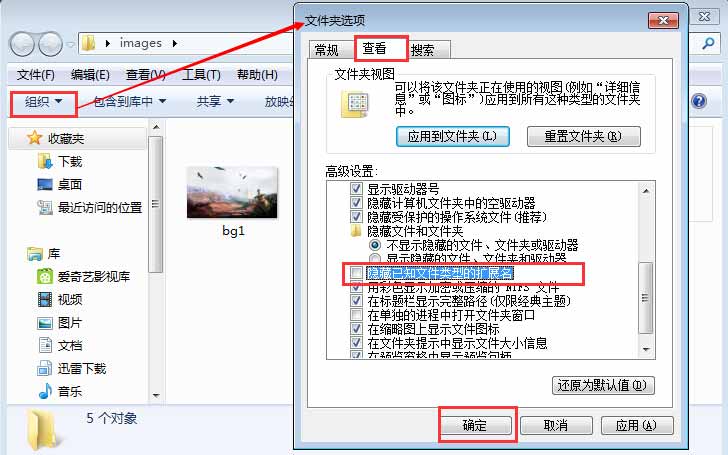 images
文件(F) 编辑(E) 查看(V) 工具(T) 帮助(H)
组织 包含到库中 共享 放映
收藏夹
下载
桌面
最近访问的位置
库
爱奇艺影视库
视频
图片
文档
迅雷下载
音乐
bg1
5 个对象
文件夹选项
常规 查看 搜索
文件夹视图
可以将该文件夹正在使用的视图(例如“详细信
息”或“图标”)应用到所有这种类型的文件夹
中。
应用到文件夹(L) 重置文件夹(R)
高级设置:
显示驱动器号
隐藏计算机文件夹中的空驱动器
隐藏受保护的操作系统文件(推荐)
隐藏文件和文件夹
不显示隐藏的文件、文件夹或驱动器
显示隐藏的文件、文件夹和驱动器
隐藏已知文件类型的扩展名
用彩色显示加密或压缩的 NTFS 文件
在标题栏显示完整路径(仅限经典主题)
在单独的进程中打开文件夹窗口
在缩略图上显示文件图标
在文件夹提示中显示文件大小信息
在预览窗格中显示预览句柄
还原为默认值(D)
确定 取消 应用(A)